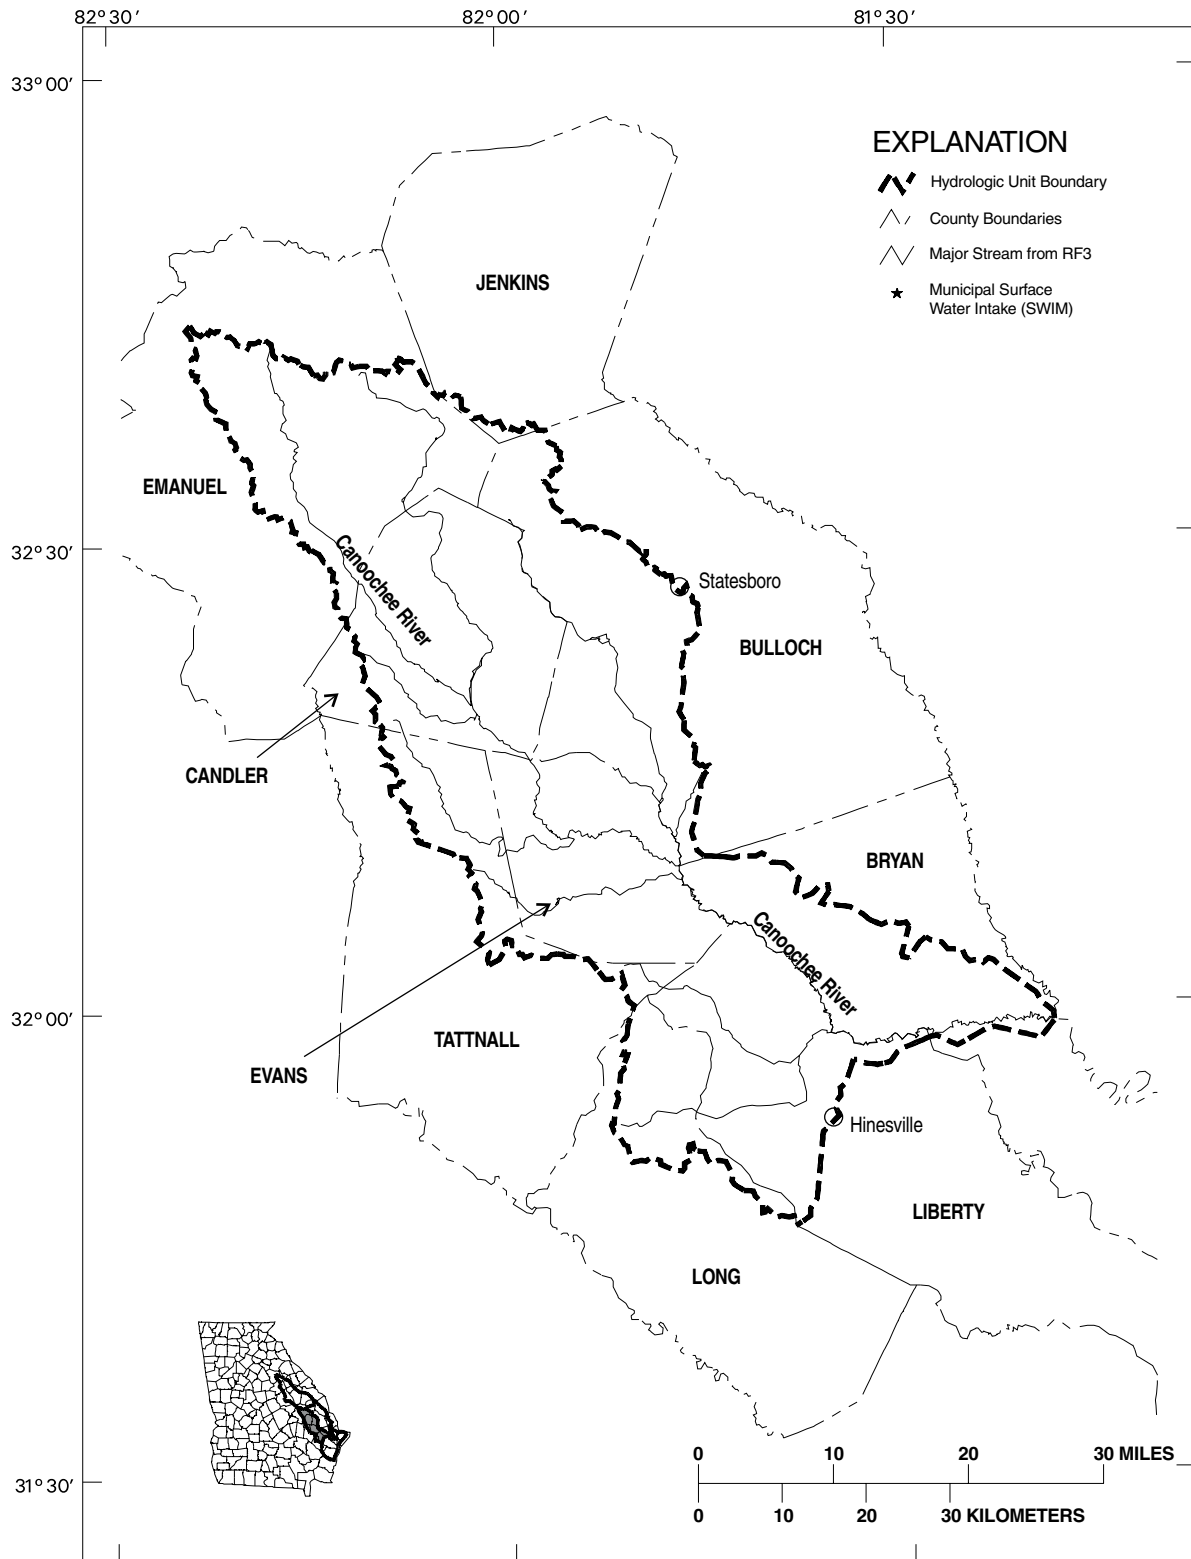 82° 30′ 82° 00′ 81° 30′
33° 00′
EXPLANATION
Hydrologic Unit Boundary
County Boundaries
Major Stream from RF3
Municipal Surface
Water Intake (SWIM)
JENKINS
EMANUEL
32° 30′
Canoochee River
Statesboro
BULLOCH
CANDLER
BRYAN
Canoochee River
32° 00′
TATTNALL
EVANS
Hinesville
LIBERTY
LONG
0 10 20 30 MILES
31° 30′
0 10 20 30 KILOMETERS